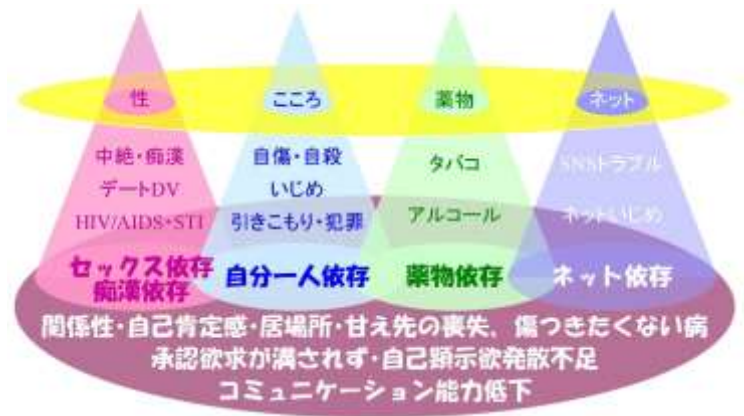 性
こころ
薬物
ネット
中絶・痴漢
デートDV
HIV/AIDS・STI
セックス依存
痴漢依存
自傷・自殺
いじめ
引きこもり・犯罪
自分一人依存
タバコ
アルコール
薬物依存
SNSトラブル
ネットいじめ
ネット依存
関係性・自己肯定感・居場所・甘え先の喪失、傷つきたくない病
承認欲求が満されず・自己顕示欲発散不足
コミュニケーション能力低下